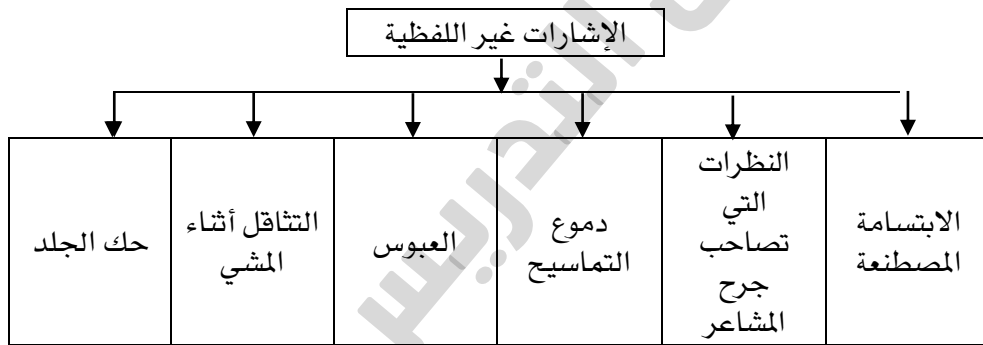 الإشارات غير اللفظية
الابتسامة
المصطنعة
النظرات
التي
تصاحب
جرح
المشاعر
دموع
التماسيح
العبوس
التثاقل أثناء
المشي
حك الجلد